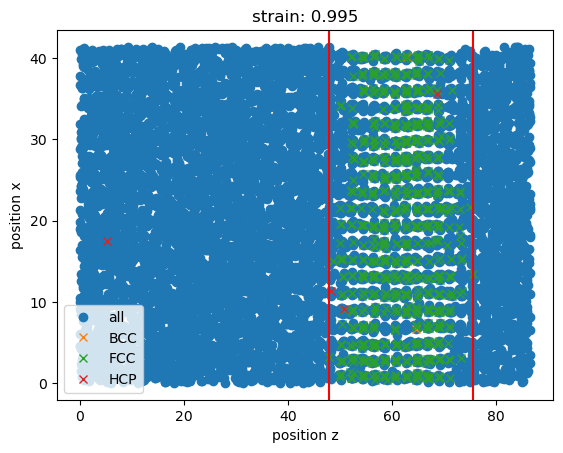 strain: 0.995
position x
40
30
20
10
0
all
BCC
FCC
HCP
0 20 40 60 80
position z